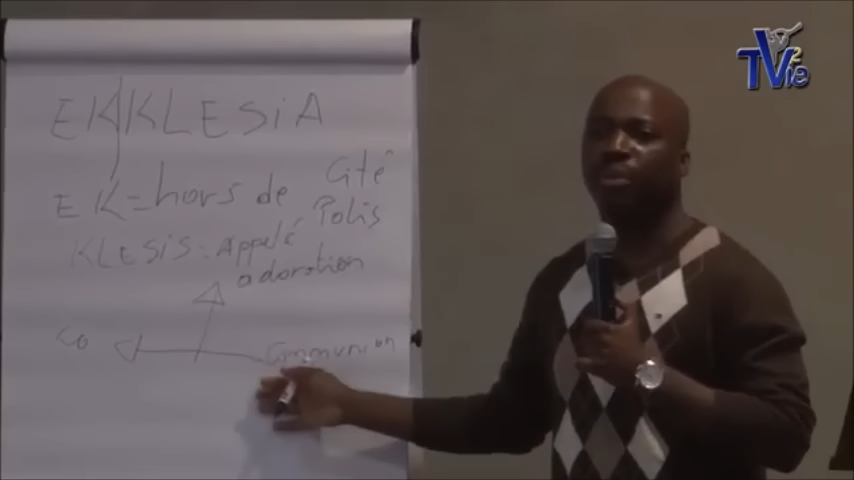 EKKLESiA
EK = hors de Cité
Polis
KLESiS : Appelé
adoration
Co
Communion
TV2Vie